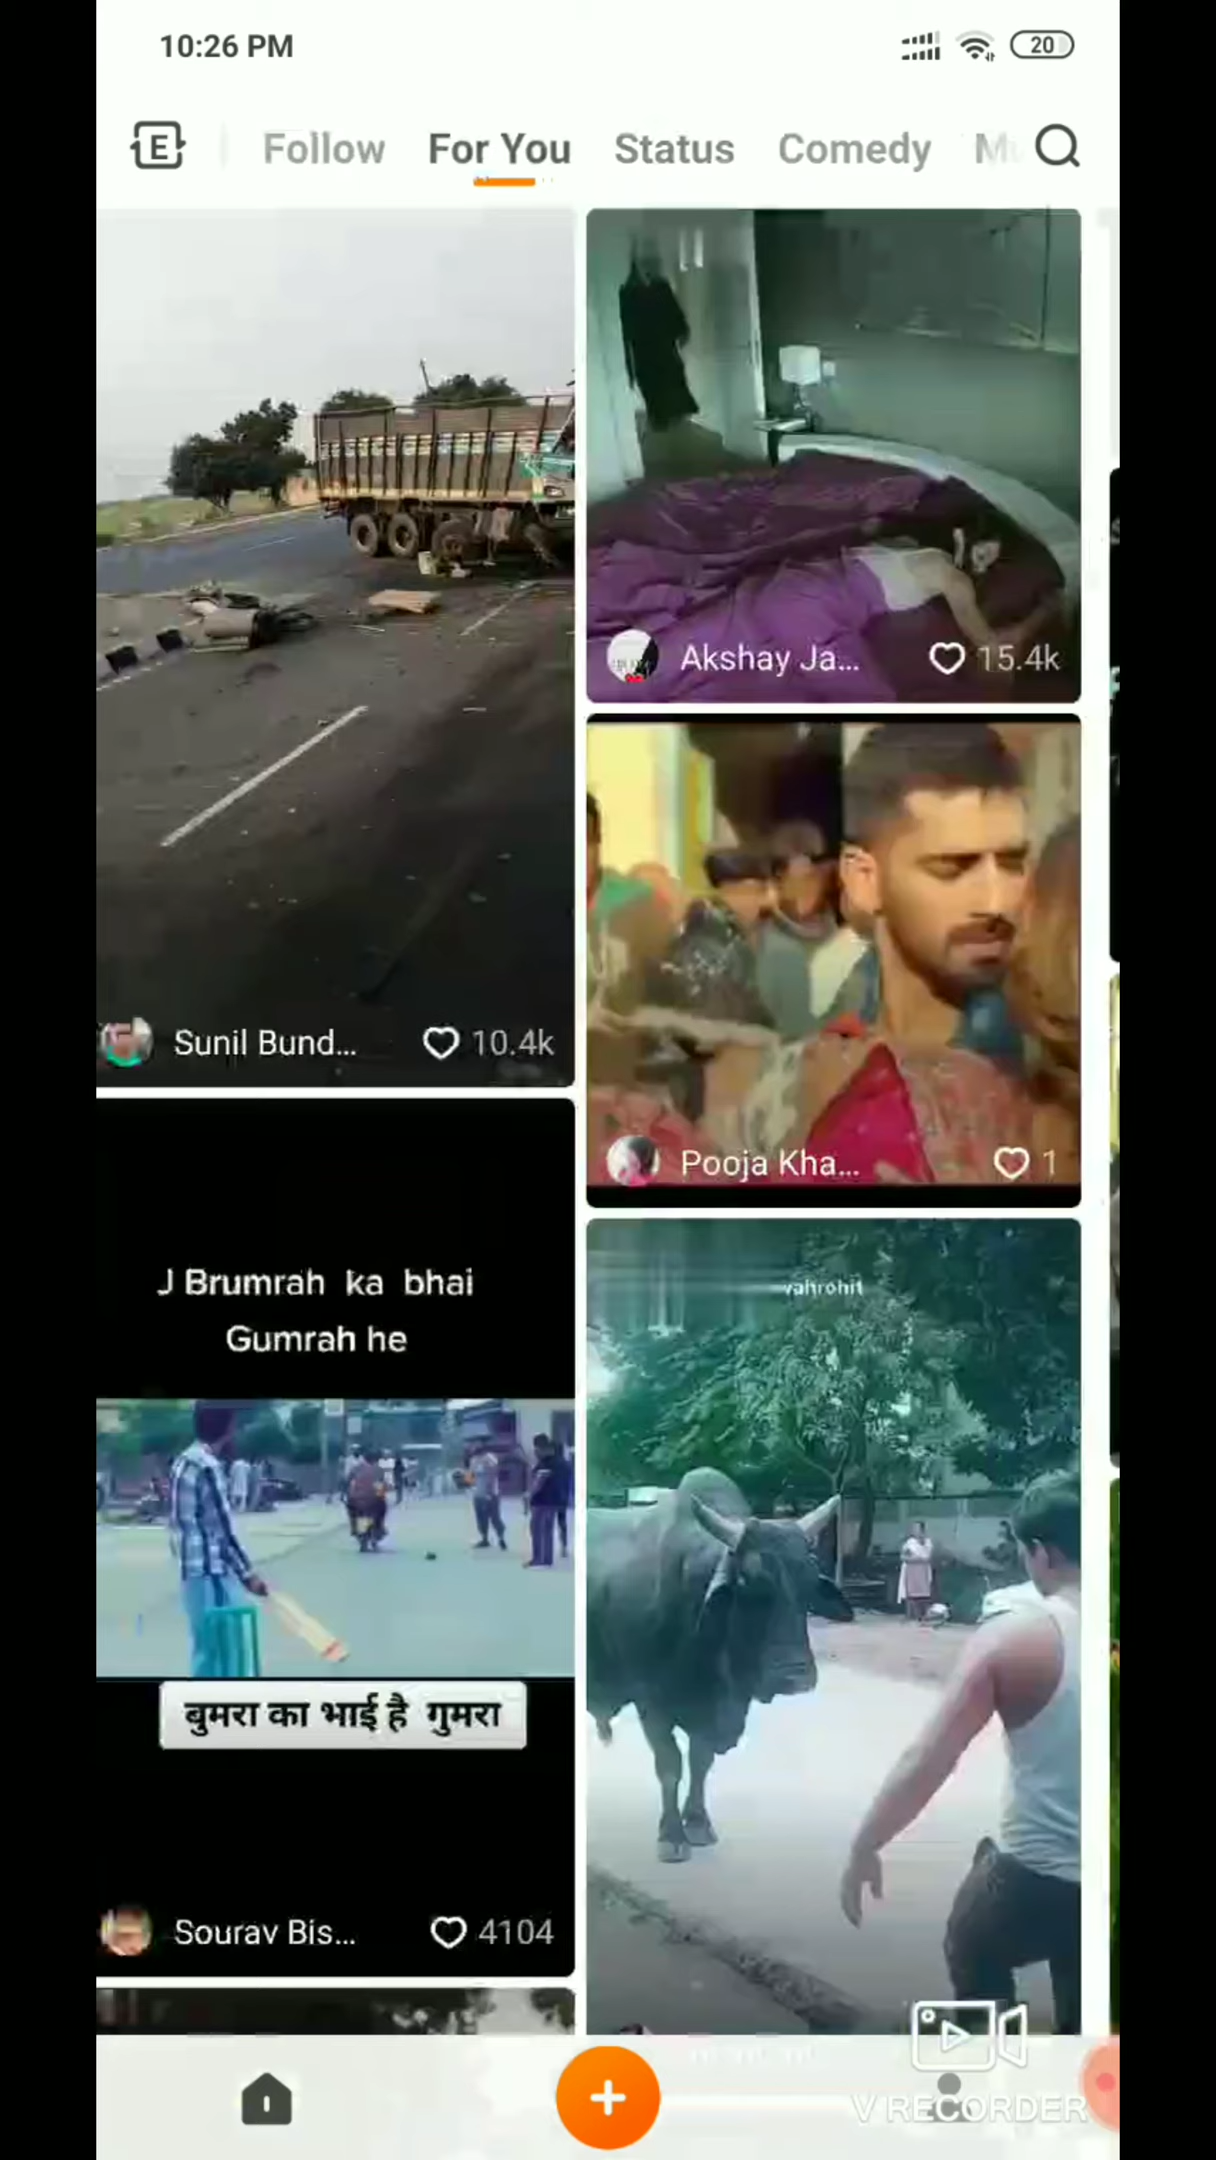 10:26 PM
20
E
Follow
For You
Status
Comedy
Akshay Ja...
15.4k
Sunil Bund...
10.4k
Pooja Kha...
1
J Brumrah ka bhai
Gumrah he
vahrohit
बुमरा का भाई है गुमरा
Sourav Bis...
4104
V RECORDER